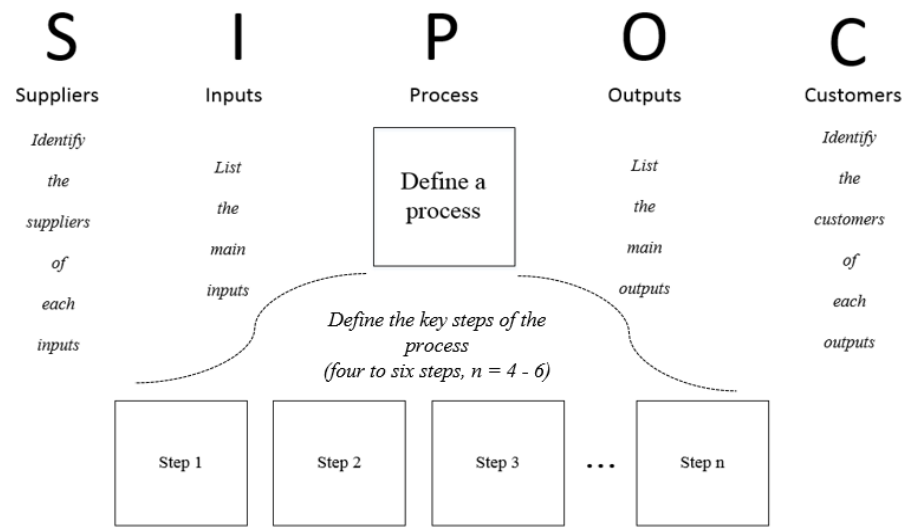 S I P O C
Suppliers Inputs Process Outputs Customers
Identify
the
suppliers
of
each
inputs
List
the
main
inputs
Define a
process
List
the
main
outputs
Identify
the
customers
of
each
outputs
Define the key steps of the
process
(four to six steps, n = 4 - 6)
Step 1 Step 2 Step 3 ... Step n